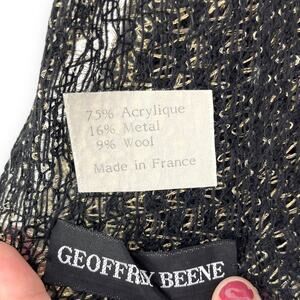 75% Acrylique
16% Metal
9% Wool
Made in France
GEOFFREY BEENE